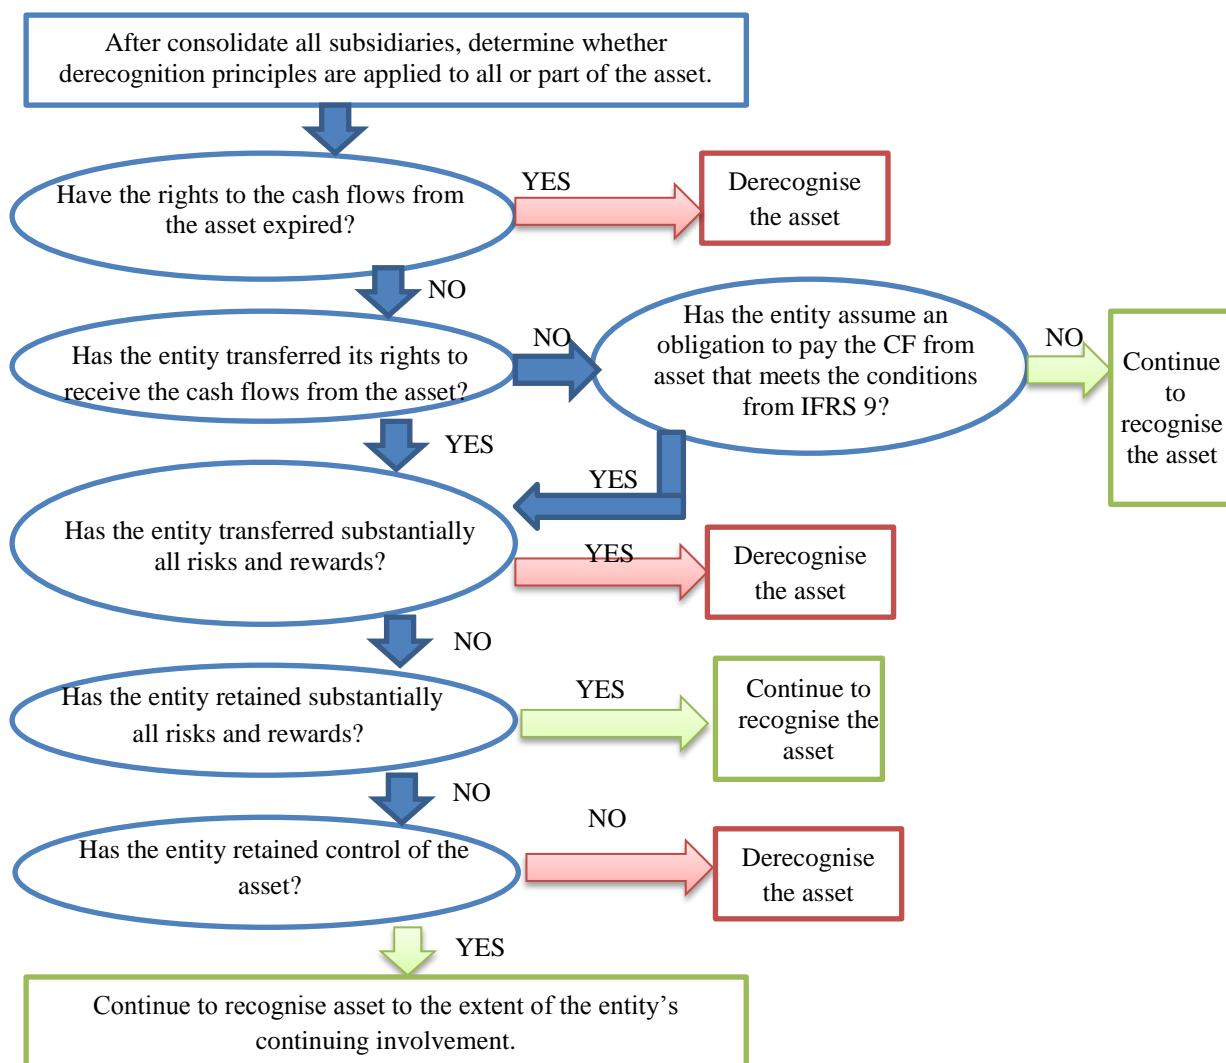 After consolidate all subsidiaries, determine whether
derecognition principles are applied to all or part of the asset.
Have the rights to the cash flows from
the asset expired?
YES
Derecognise
the asset
NO
Has the entity transferred its rights to
receive the cash flows from the asset?
NO
Has the entity assume an
obligation to pay the CF from
asset that meets the conditions
from IFRS 9?
NO
Continue
to
recognise
the asset
YES
YES
Has the entity transferred substantially
all risks and rewards?
YES
Derecognise
the asset
NO
Has the entity retained substantially
all risks and rewards?
YES
Continue to
recognise the
asset
NO
Has the entity retained control of the
asset?
NO
Derecognise
the asset
YES
Continue to recognise asset to the extent of the entity’s
continuing involvement.